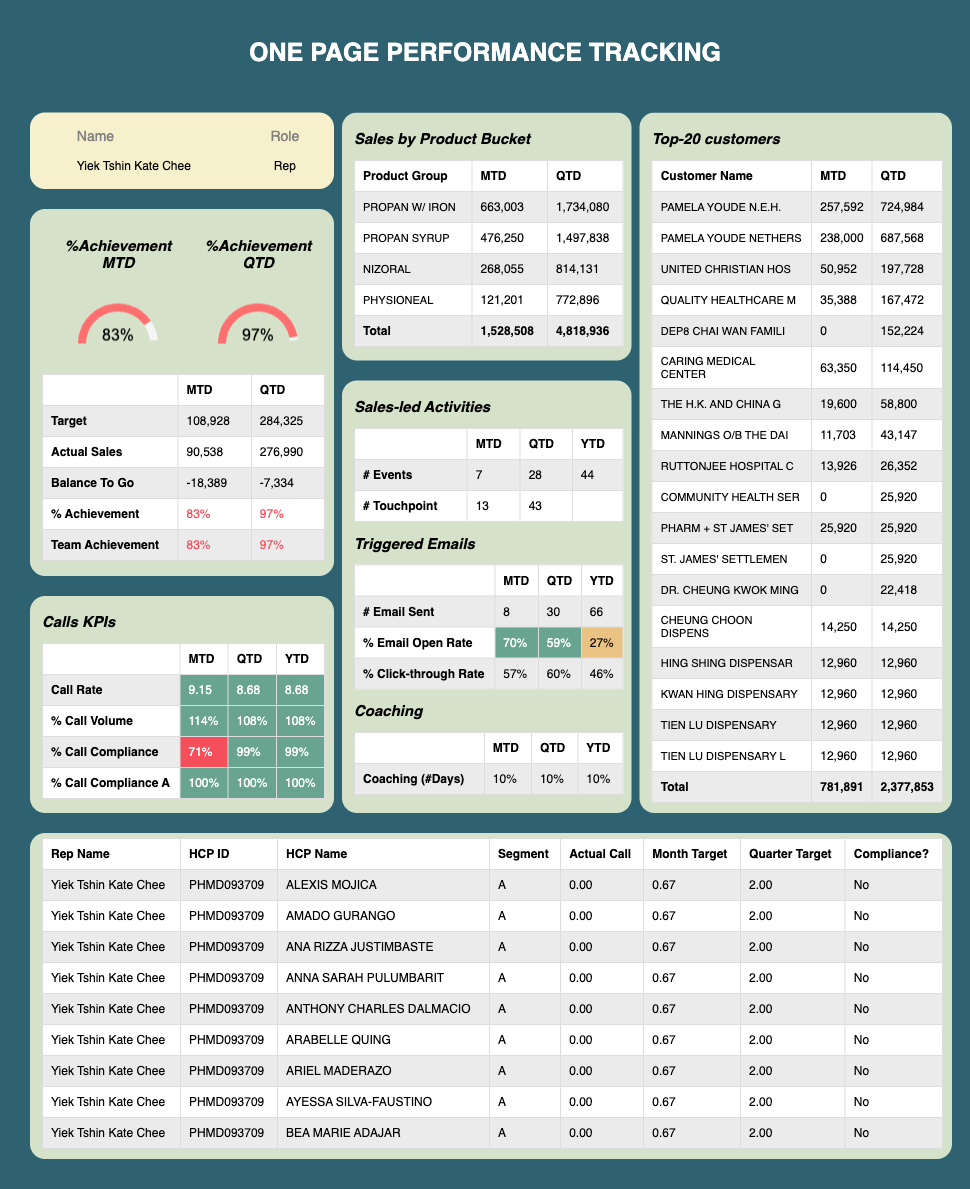 ONE PAGE PERFORMANCE TRACKING
Name Role
Yiek Tshin Kate Chee Rep
%Achievement MTD
%Achievement QTD
83% 97%
MTD QTD
Target 108,928 284,325
Actual Sales 90,538 276,990
Balance To Go -18,389 -7,334
% Achievement 83% 97%
Team Achievement 83% 97%
Calls KPIs
MTD QTD YTD
Call Rate 9.15 8.68 8.68
% Call Volume 114% 108% 108%
% Call Compliance 71% 99% 99%
% Call Compliance A 100% 100% 100%
Sales by Product Bucket
Product Group MTD QTD
PROPAN W/ IRON 663,003 1,734,080
PROPAN SYRUP 476,250 1,497,838
NIZORAL 268,055 814,131
PHYSIONEAL 121,201 772,896
Total 1,528,508 4,818,936
Sales-led Activities
MTD QTD YTD
# Events 7 28 44
# Touchpoint 13 43
Triggered Emails
MTD QTD YTD
# Email Sent 8 30 66
% Email Open Rate 70% 59% 27%
% Click-through Rate 57% 60% 46%
Coaching
MTD QTD YTD
Coaching (#Days) 10% 10% 10%
Top-20 customers
Customer Name MTD QTD
PAMELA YOUDE N.E.H. 257,592 724,984
PAMELA YOUDE NETHERS 238,000 687,568
UNITED CHRISTIAN HOS 50,952 197,728
QUALITY HEALTHCARE M 35,388 167,472
DEP8 CHAI WAN FAMILI 0 152,224
CARING MEDICAL
CENTER 63,350 114,450
THE H.K. AND CHINA G 19,600 58,800
MANNINGS O/B THE DAI 11,703 43,147
RUTTONJEE HOSPITAL C 13,926 26,352
COMMUNITY HEALTH SER 0 25,920
PHARM + ST JAMES' SET 25,920 25,920
ST. JAMES' SETTLEMEN 0 25,920
DR. CHEUNG KWOK MING 0 22,418
CHEUNG CHOON
DISPENS 14,250 14,250
HING SHING DISPENSAR 12,960 12,960
KWAN HING DISPENSARY 12,960 12,960
TIEN LU DISPENSARY 12,960 12,960
TIEN LU DISPENSARY L 12,960 12,960
Total 781,891 2,377,853
Rep Name HCP ID HCP Name Segment Actual Call Month Target Quarter Target Compliance?
Yiek Tshin Kate Chee PHMD093709 ALEXIS MOJICA A 0.00 0.67 2.00 No
Yiek Tshin Kate Chee PHMD093709 AMADO GURANGO A 0.00 0.67 2.00 No
Yiek Tshin Kate Chee PHMD093709 ANA RIZZA JUSTIMBASTE A 0.00 0.67 2.00 No
Yiek Tshin Kate Chee PHMD093709 ANNA SARAH PULUMBARIT A 0.00 0.67 2.00 No
Yiek Tshin Kate Chee PHMD093709 ANTHONY CHARLES DALMACIO A 0.00 0.67 2.00 No
Yiek Tshin Kate Chee PHMD093709 ARABELLE QUING A 0.00 0.67 2.00 No
Yiek Tshin Kate Chee PHMD093709 ARIEL MADERAZO A 0.00 0.67 2.00 No
Yiek Tshin Kate Chee PHMD093709 AYESSA SILVA-FAUSTINO A 0.00 0.67 2.00 No
Yiek Tshin Kate Chee PHMD093709 BEA MARIE ADAJAR A 0.00 0.67 2.00 No